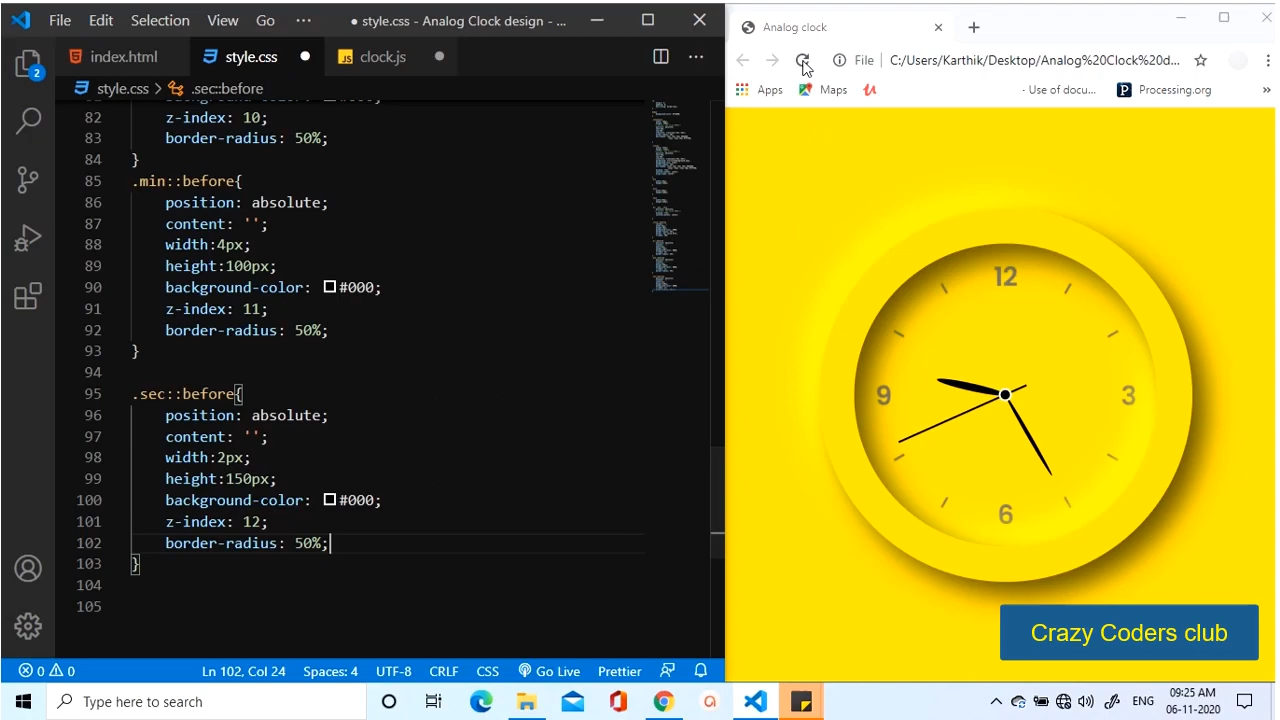 File Edit Selection View Go ··· ● style.css - Analog Clock design - ...
index.html style.css ● JS clock.js ●
style.css > .sec::before
82 z-index: 10;
83 border-radius: 50%;
84 }
85 .min::before{
86 position: absolute;
87 content: '';
88 width:4px;
89 height:100px;
90 background-color: #000;
91 z-index: 11;
92 border-radius: 50%;
93 }
94
95 .sec::before{
96 position: absolute;
97 content: '';
98 width:2px;
99 height:150px;
100 background-color: #000;
101 z-index: 12;
102 border-radius: 50%;
103 }
104
105
2
0 0 Ln 102, Col 24 Spaces: 4 UTF-8 CRLF CSS Go Live Prettier
Analog clock
File C:/Users/Karthik/Desktop/Analog%20Clock%20d...
Apps Maps - Use of docu... P Processing.org »
12
9 3
6
Crazy Coders club
Type here to search
ENG 09:25 AM
06-11-2020